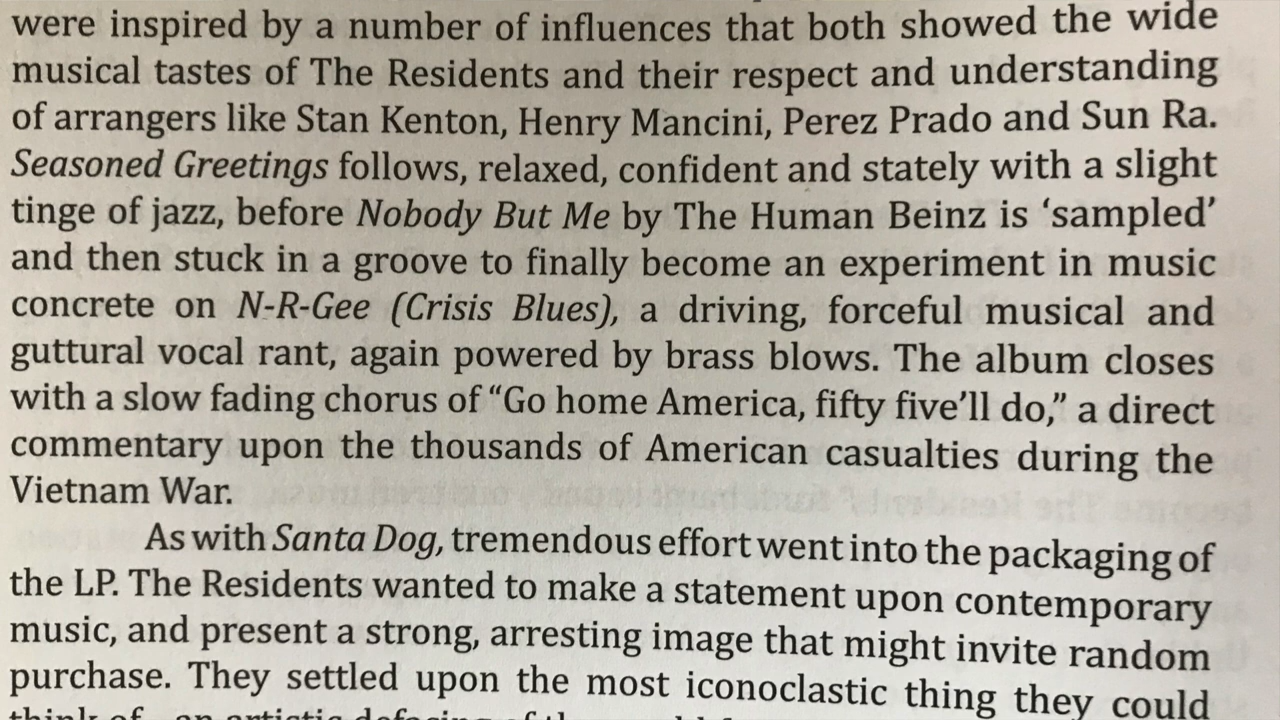 were inspired by a number of influences that both showed the wide
musical tastes of The Residents and their respect and understanding
of arrangers like Stan Kenton, Henry Mancini, Perez Prado and Sun Ra.
Seasoned Greetings follows, relaxed, confident and stately with a slight
tinge of jazz, before Nobody But Me by The Human Beinz is ‘sampled’
and then stuck in a groove to finally become an experiment in music
concrete on N-R-Gee (Crisis Blues), a driving, forceful musical and
guttural vocal rant, again powered by brass blows. The album closes
with a slow fading chorus of “Go home America, fifty five’ll do,” a direct
commentary upon the thousands of American casualties during the
Vietnam War.
As with Santa Dog, tremendous effort went into the packaging of
the LP. The Residents wanted to make a statement upon contemporary
music, and present a strong, arresting image that might invite random
purchase. They settled upon the most iconoclastic thing they could
think of